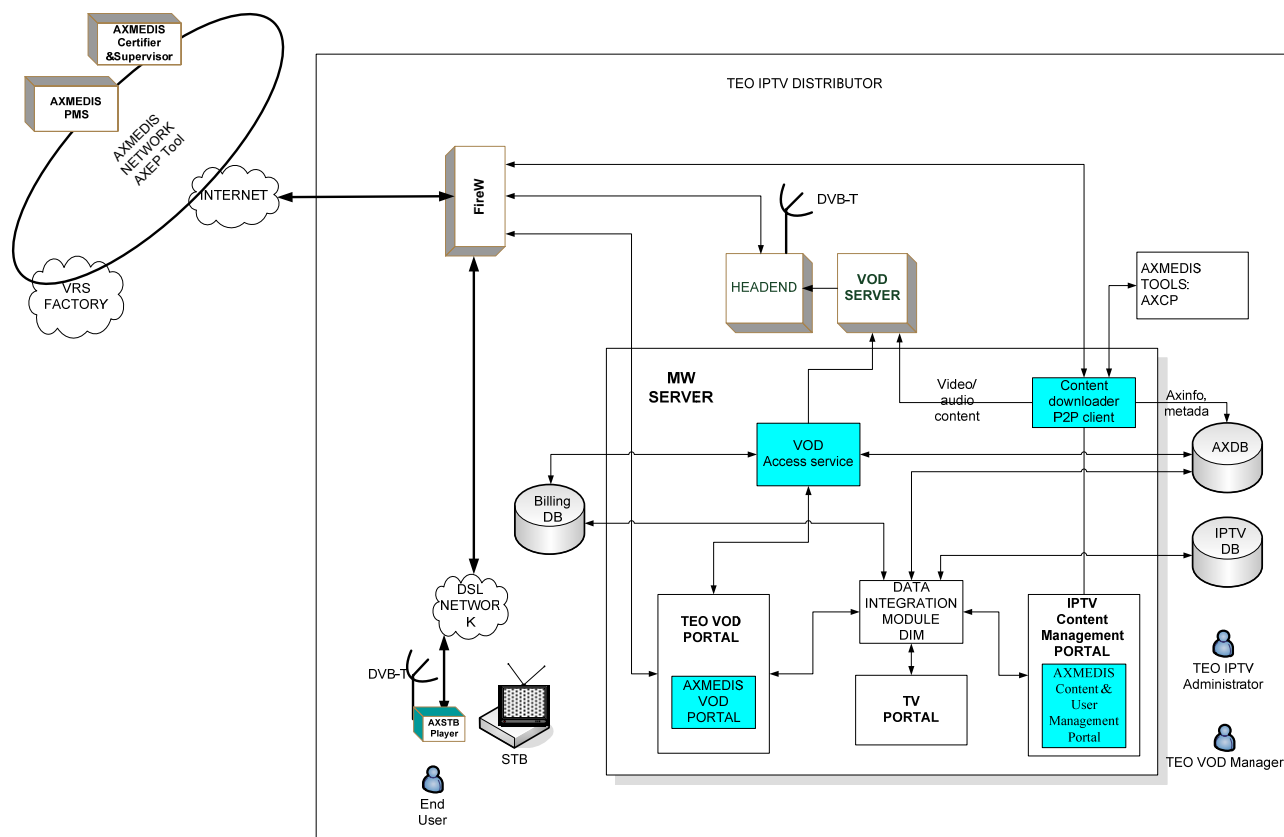 AXMEDIS
Certifier
&Supervisor
AXMEDIS
PMS
AXMEDIS
NETWORK
AXEP Tool
INTERNET
VRS
FACTORY
TEO IPTV DISTRIBUTOR
FireW
DVB-T
HEADEND
VOD
SERVER
AXMEDIS
TOOLS:
AXCP
MW
SERVER
Video/
audio
content
Content
downloader
P2P client
Axinfo,
metada
AXDB
VOD
Access service
Billing
DB
IPTV
DB
DSL
NETWOR
K
DATA
INTEGRATION
MODULE
DIM
TEO VOD
PORTAL
AXMEDIS
VOD
PORTAL
TV
PORTAL
IPTV
Content
Management
PORTAL
AXMEDIS
Content &
User
Management
Portal
TEO IPTV
Administrator
TEO VOD Manager
DVB-T
AXSTB
Player
STB
End
User